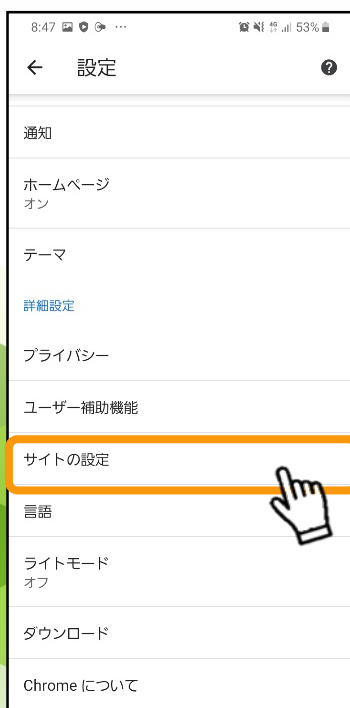 8:47 ··· 4G 53%
設定
通知
ホームページ
オン
テーマ
詳細設定
プライバシー
ユーザー補助機能
サイトの設定
言語
ライトモード
オフ
ダウンロード
Chrome について